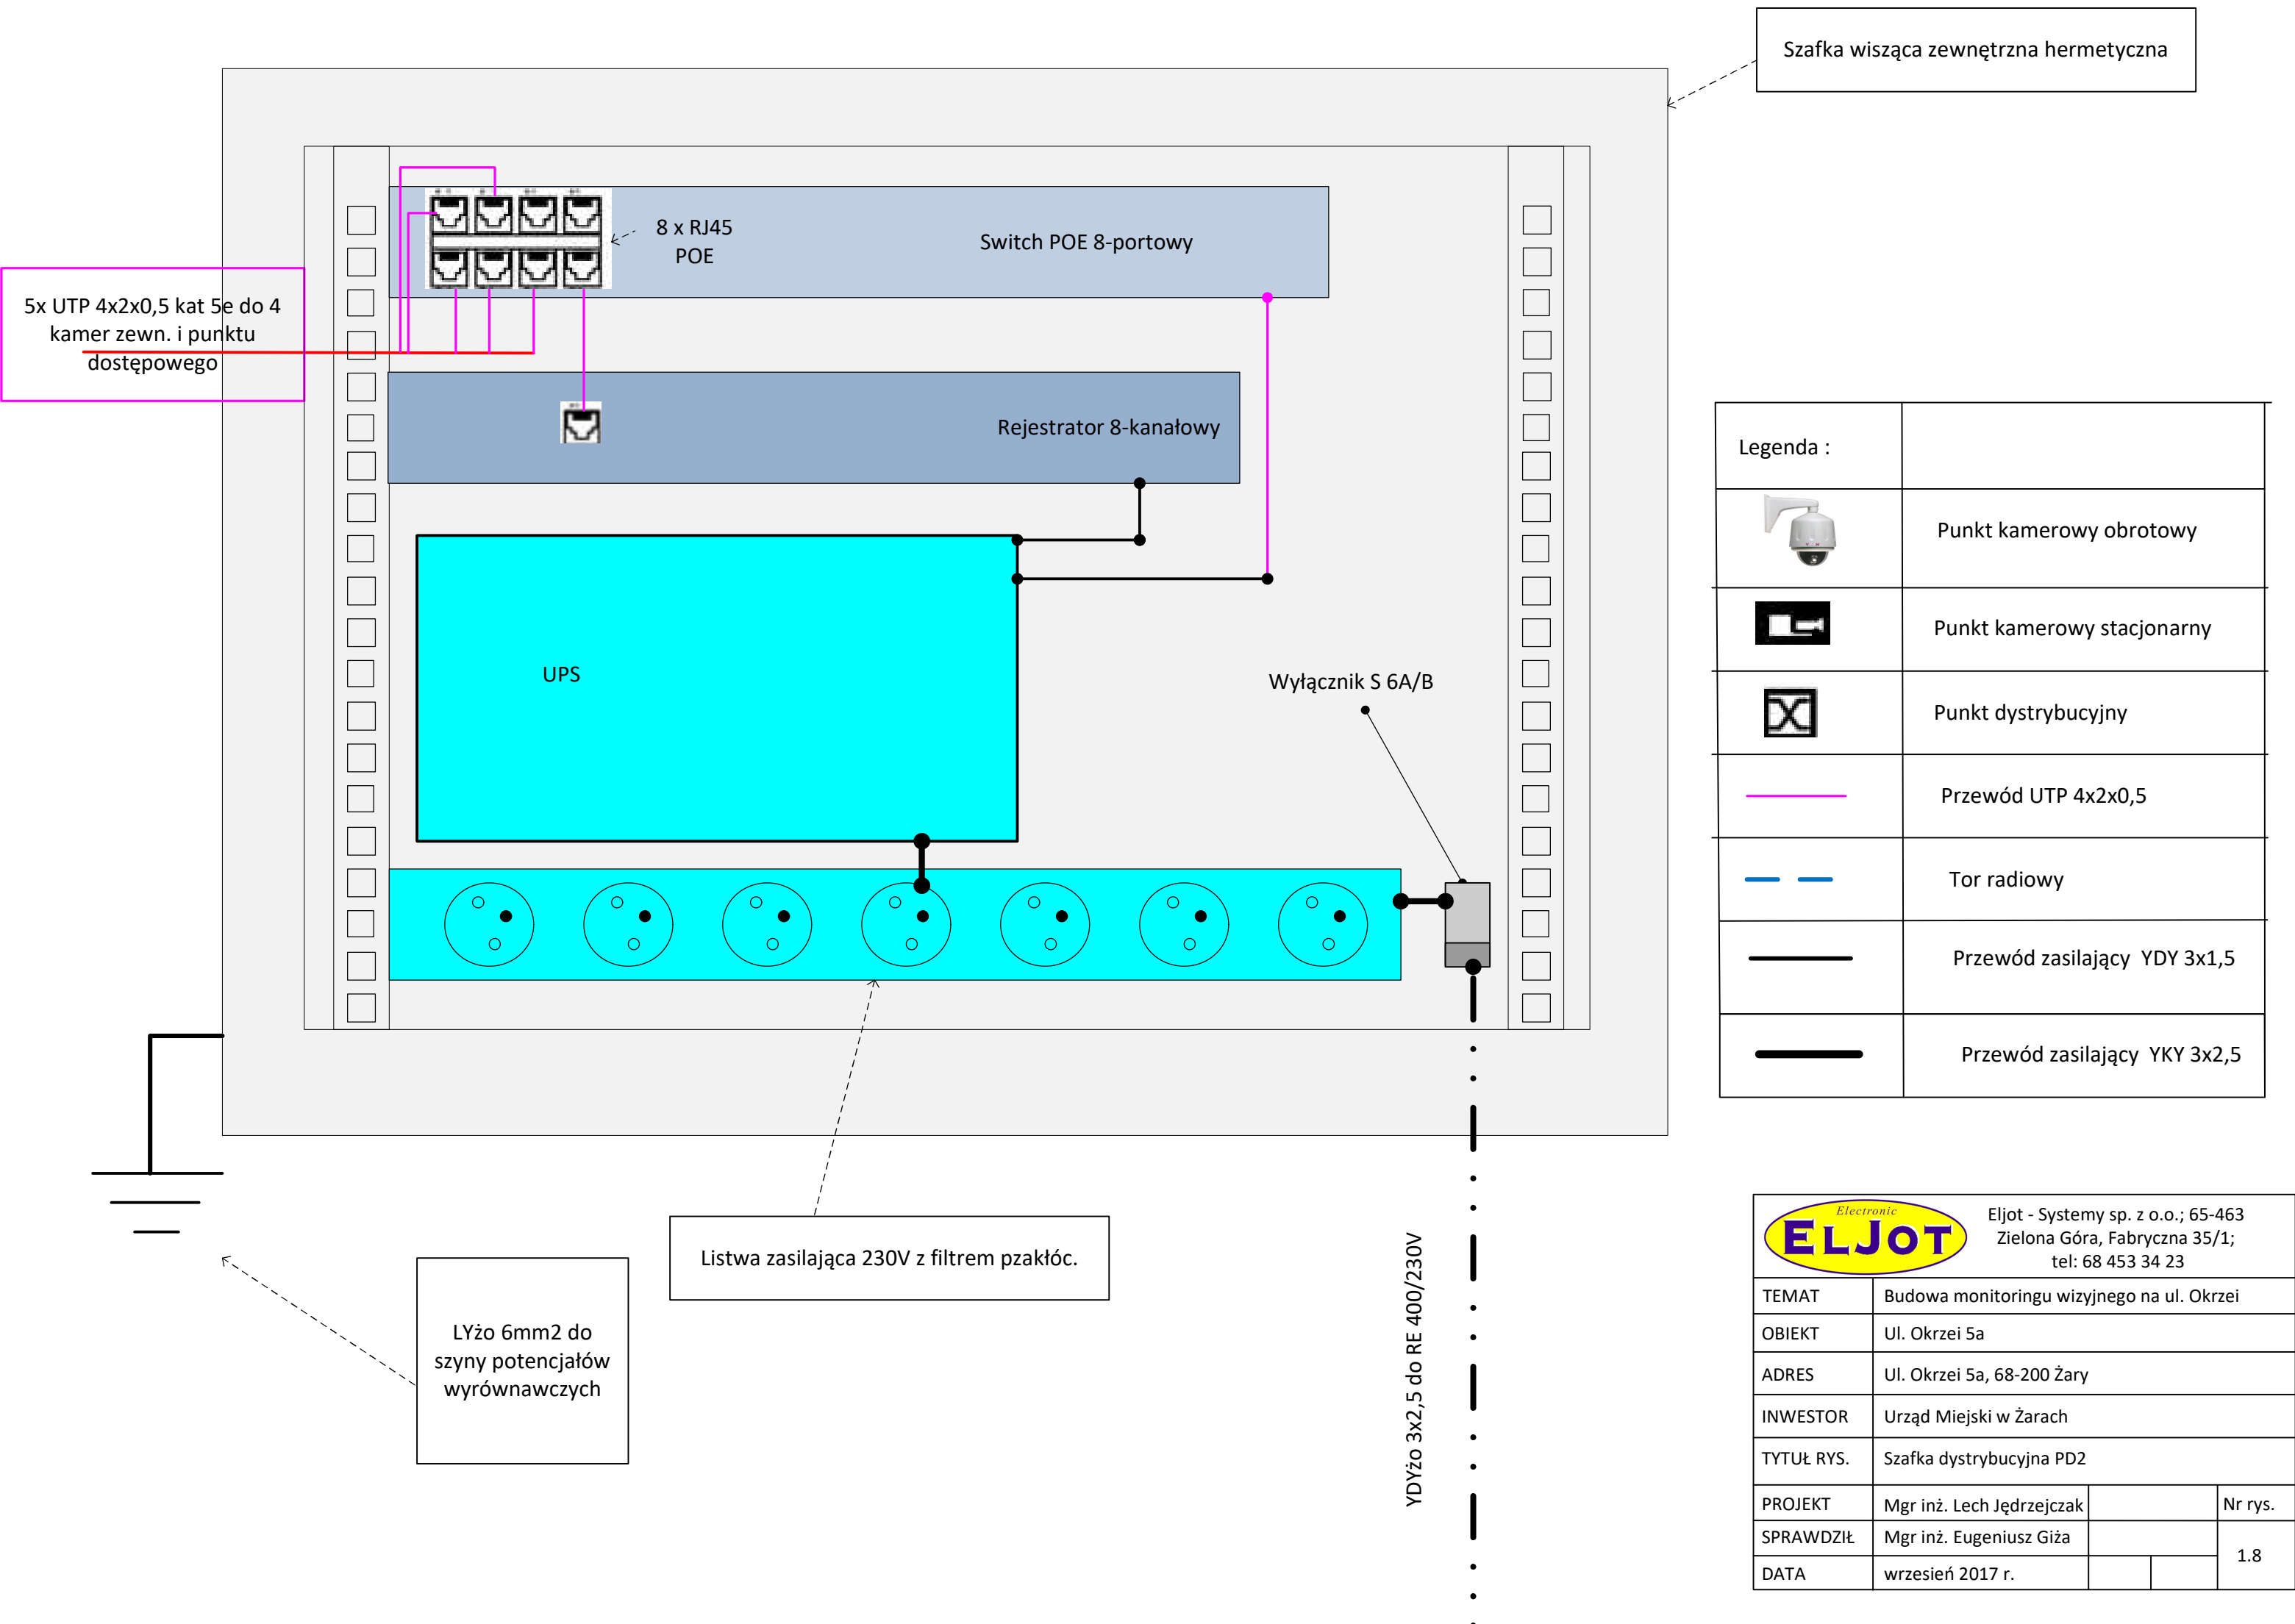 Szafka wisząca zewnętrzna hermetyczna
8 x RJ45
POE
Switch POE 8-portowy
5x UTP 4x2x0,5 kat 5e do 4
kamer zewn. i punktu
dostępowego
Rejestrator 8-kanałowy
UPS
Wyłącznik S 6A/B
Legenda :
Punkt kamerowy obrotowy
Punkt kamerowy stacjonarny
Punkt dystrybucyjny
Przewód UTP 4x2x0,5
Tor radiowy
Przewód zasilający YDY 3x1,5
Przewód zasilający YKY 3x2,5
Listwa zasilająca 230V z filtrem pzakłóc.
LYżo 6mm2 do
szyny potencjałów
wyrównawczych
YDYżo 3x2,5 do RE 400/230V
Electronic
ELJOT
Eljot - Systemy sp. z o.o.; 65-463
Zielona Góra, Fabryczna 35/1;
tel: 68 453 34 23
TEMAT Budowa monitoringu wizyjnego na ul. Okrzei
OBIEKT Ul. Okrzei 5a
ADRES Ul. Okrzei 5a, 68-200 Żary
INWESTOR Urząd Miejski w Żarach
TYTUŁ RYS. Szafka dystrybucyjna PD2
PROJEKT Mgr inż. Lech Jędrzejczak Nr rys.
SPRAWDZIŁ Mgr inż. Eugeniusz Giża
1.8
DATA wrzesień 2017 r.